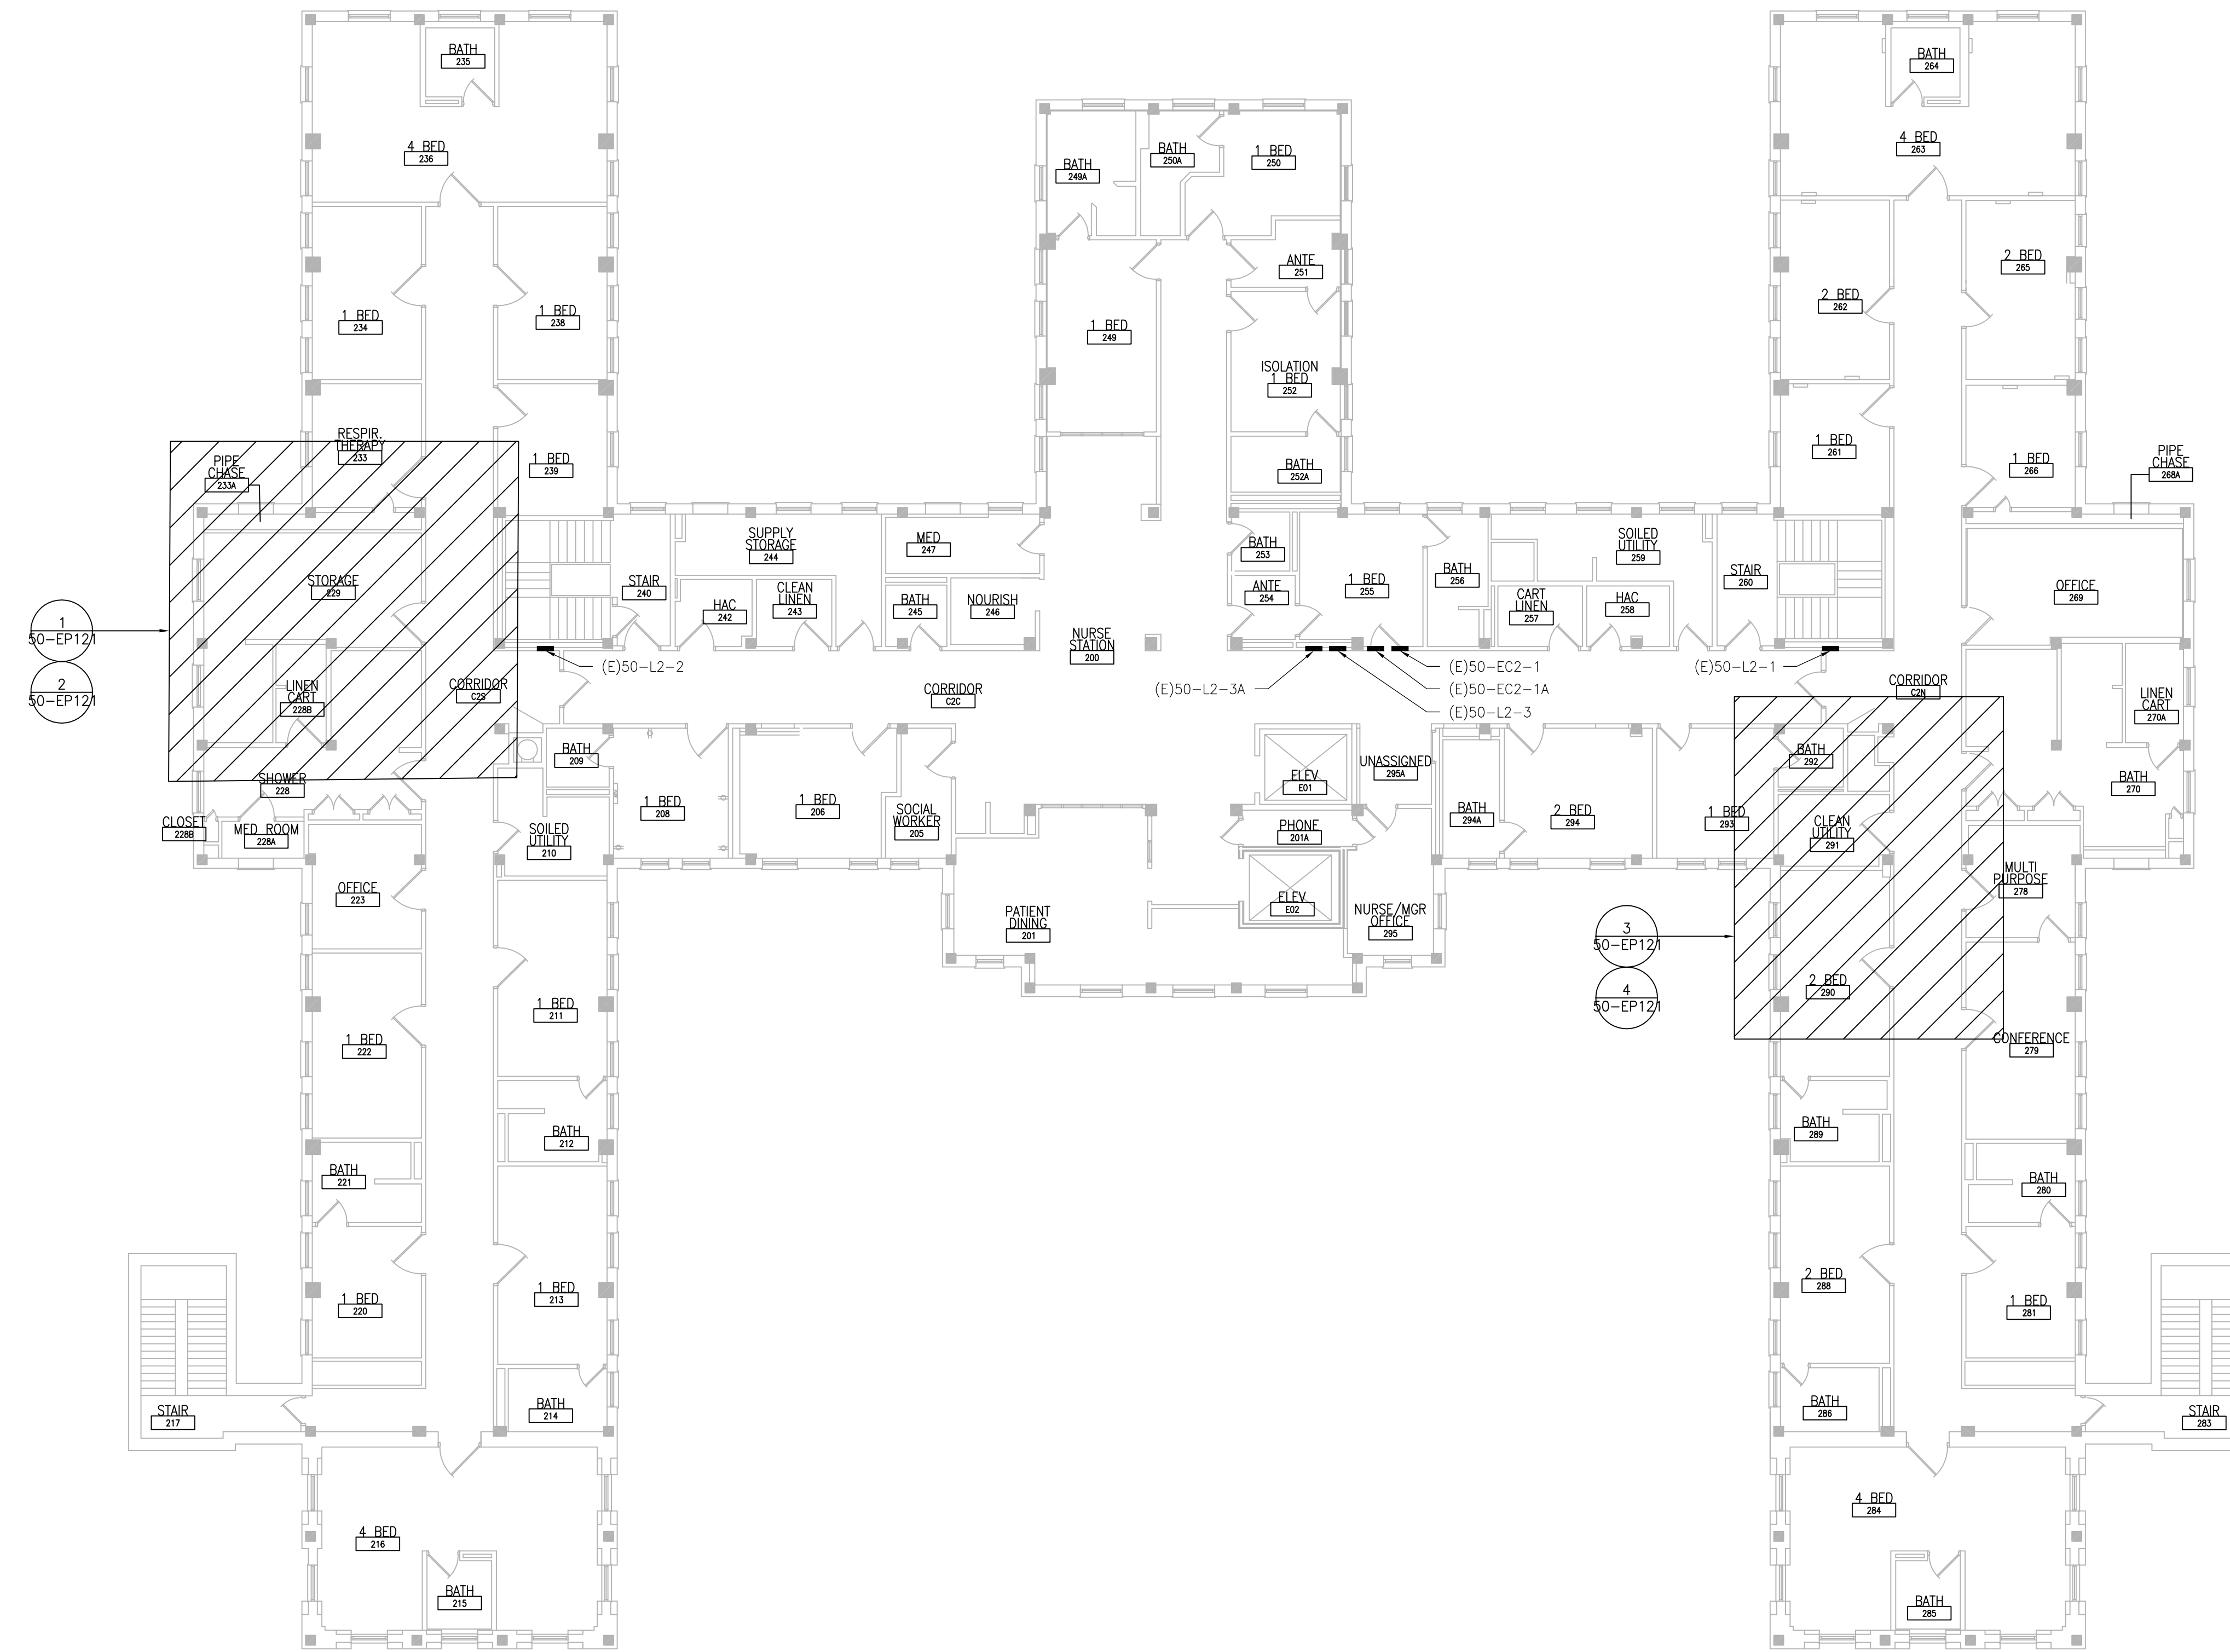 BATH
235
4 BED
236
1 BED
234
1 BED
238
RESPIR.
THERAPY
233
PIPE
CHASE
233A
1 BED
239
STORAGE
229
1
50-EP121
2
50-EP121
LINEN
CART
228B
CORRIDOR
C2S
(E)50-L2-2
STAIR
240
SUPPLY
STORAGE
244
HAC
242
CLEAN
LINEN
243
MED
247
BATH
245
NOURISH
246
NURSE
STATION
200
CORRIDOR
C2C
BATH
249A
BATH
250A
1 BED
250
ANTE
251
1 BED
249
ISOLATION
1 BED
252
BATH
252A
BATH
253
ANTE
254
1 BED
255
BATH
256
CART
LINEN
257
HAC
258
SOILED
UTILITY
259
STAIR
260
(E)50-L2-3A
(E)50-EC2-1
(E)50-EC2-1A
(E)50-L2-3
(E)50-L2-1
BATH
264
4 BED
263
2 BED
262
2 BED
265
1 BED
261
1 BED
266
PIPE
CHASE
268A
OFFICE
269
CORRIDOR
C2N
LINEN
CART
270A
BATH
270
SHOWER
228
CLOSET
228B
MED ROOM
228A
BATH
209
SOILED
UTILITY
210
1 BED
208
1 BED
206
SOCIAL
WORKER
205
OFFICE
223
1 BED
222
1 BED
211
BATH
212
BATH
221
1 BED
220
1 BED
213
BATH
214
STAIR
217
4 BED
216
BATH
215
PATIENT
DINING
201
ELEV
E01
PHONE
201A
ELEV
E02
UNASSIGNED
295A
NURSE/MGR
OFFICE
295
BATH
294A
2 BED
294
1 BED
293
BATH
292
CLEAN
UTILITY
291
3
50-EP121
4
50-EP121
2 BED
290
MULTI
PURPOSE
278
CONFERENCE
279
BATH
289
BATH
280
2 BED
288
1 BED
281
BATH
286
STAIR
283
4 BED
284
BATH
285